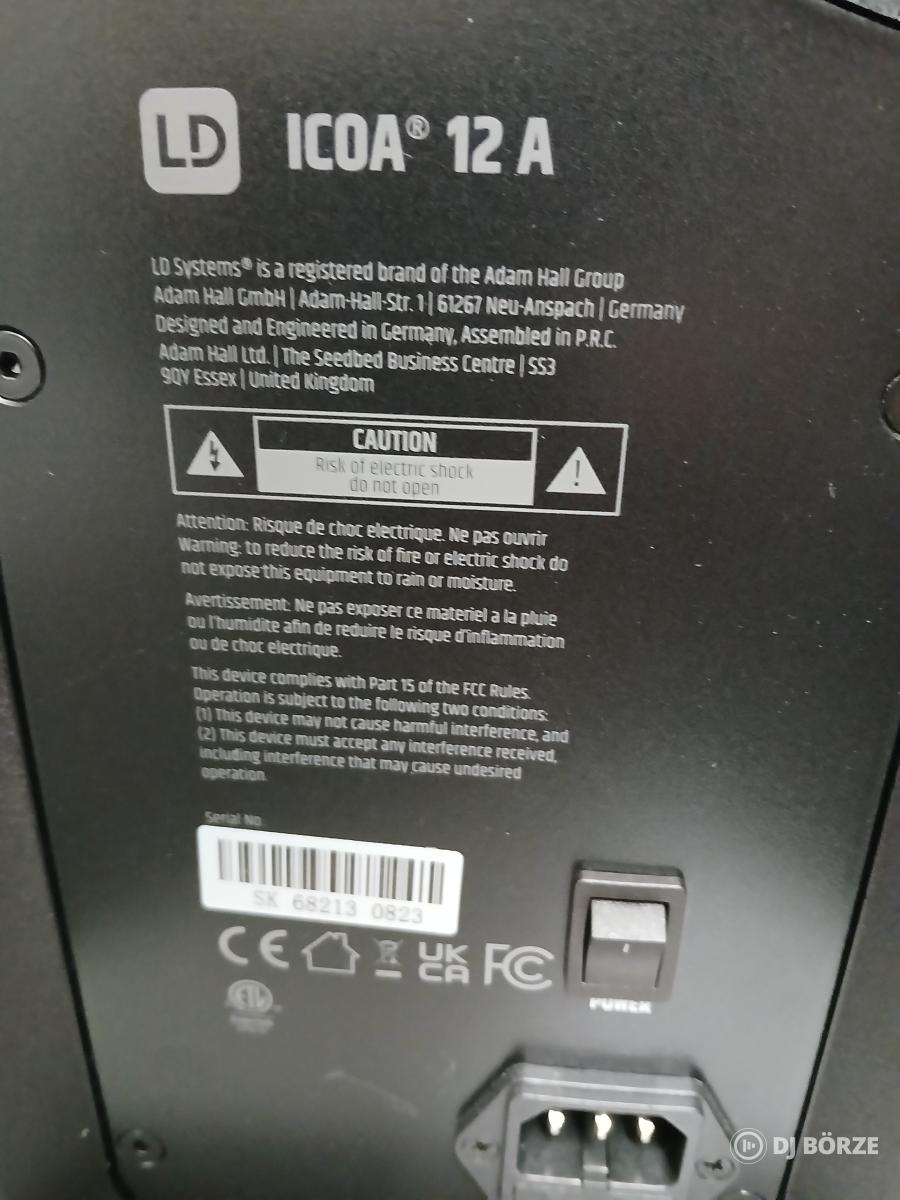 LD ICOA® 12 A
LD Systems® is a registered brand of the Adam Hall Group
Adam Hall GmbH | Adam-Hall-Str. 1 | 61267 Neu-Anspach | Germany
Designed and Engineered in Germany, Assembled in P.R.C.
Adam Hall Ltd. | The Seedbed Business Centre | SS3
9QY Essex | United Kingdom
CAUTION
Risk of electric shock
do not open
Attention: Risque de choc electrique. Ne pas ouvrir
Warning: to reduce the risk of fire or electric shock do
not expose this equipment to rain or moisture.
Avertissement: Ne pas exposer ce materiel a la pluie
ou l'humidite afin de reduire le risque d'inflammation
ou de choc electrique.
This device complies with Part 15 of the FCC Rules.
Operation is subject to the following two conditions:
(1) This device may not cause harmful interference, and
(2) This device must accept any interference received,
including interference that may cause undesired
operation.
Serial No.
SK 68213 0823
CE UK CA FC
ETL
POWER
DJ BÖRZE